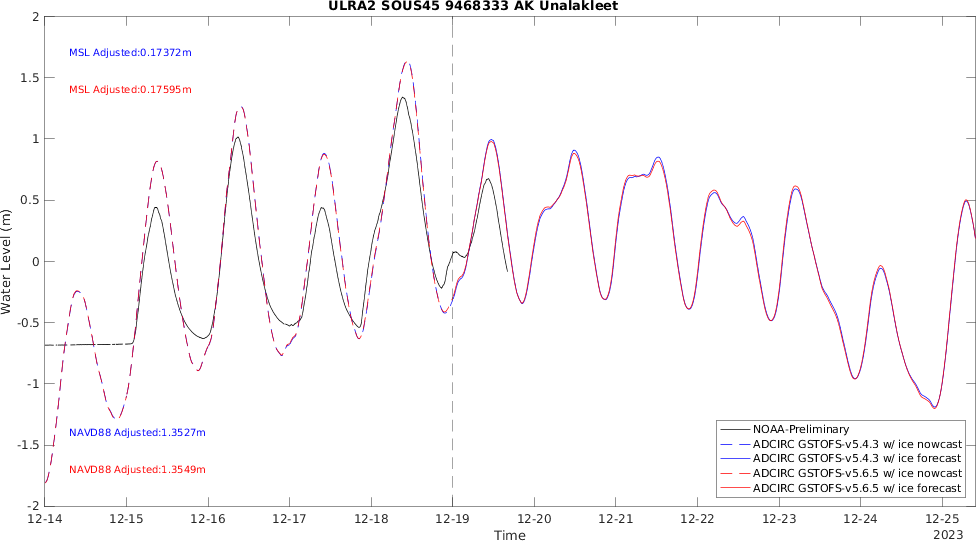 ULRA2 SOUS45 9468333 AK Unalakleet
2
1.5
1
0.5
0
-0.5
-1
-1.5
-2
Water Level (m)
MSL Adjusted:0.17372m
MSL Adjusted:0.17595m
NAVD88 Adjusted:1.3527m
NAVD88 Adjusted:1.3549m
NOAA-Preliminary
ADCIRC GSTOFS-v5.4.3 w/ ice nowcast
ADCIRC GSTOFS-v5.4.3 w/ ice forecast
ADCIRC GSTOFS-v5.6.5 w/ ice nowcast
ADCIRC GSTOFS-v5.6.5 w/ ice forecast
12-14 12-15 12-16 12-17 12-18 12-19 12-20 12-21 12-22 12-23 12-24 12-25
Time
2023